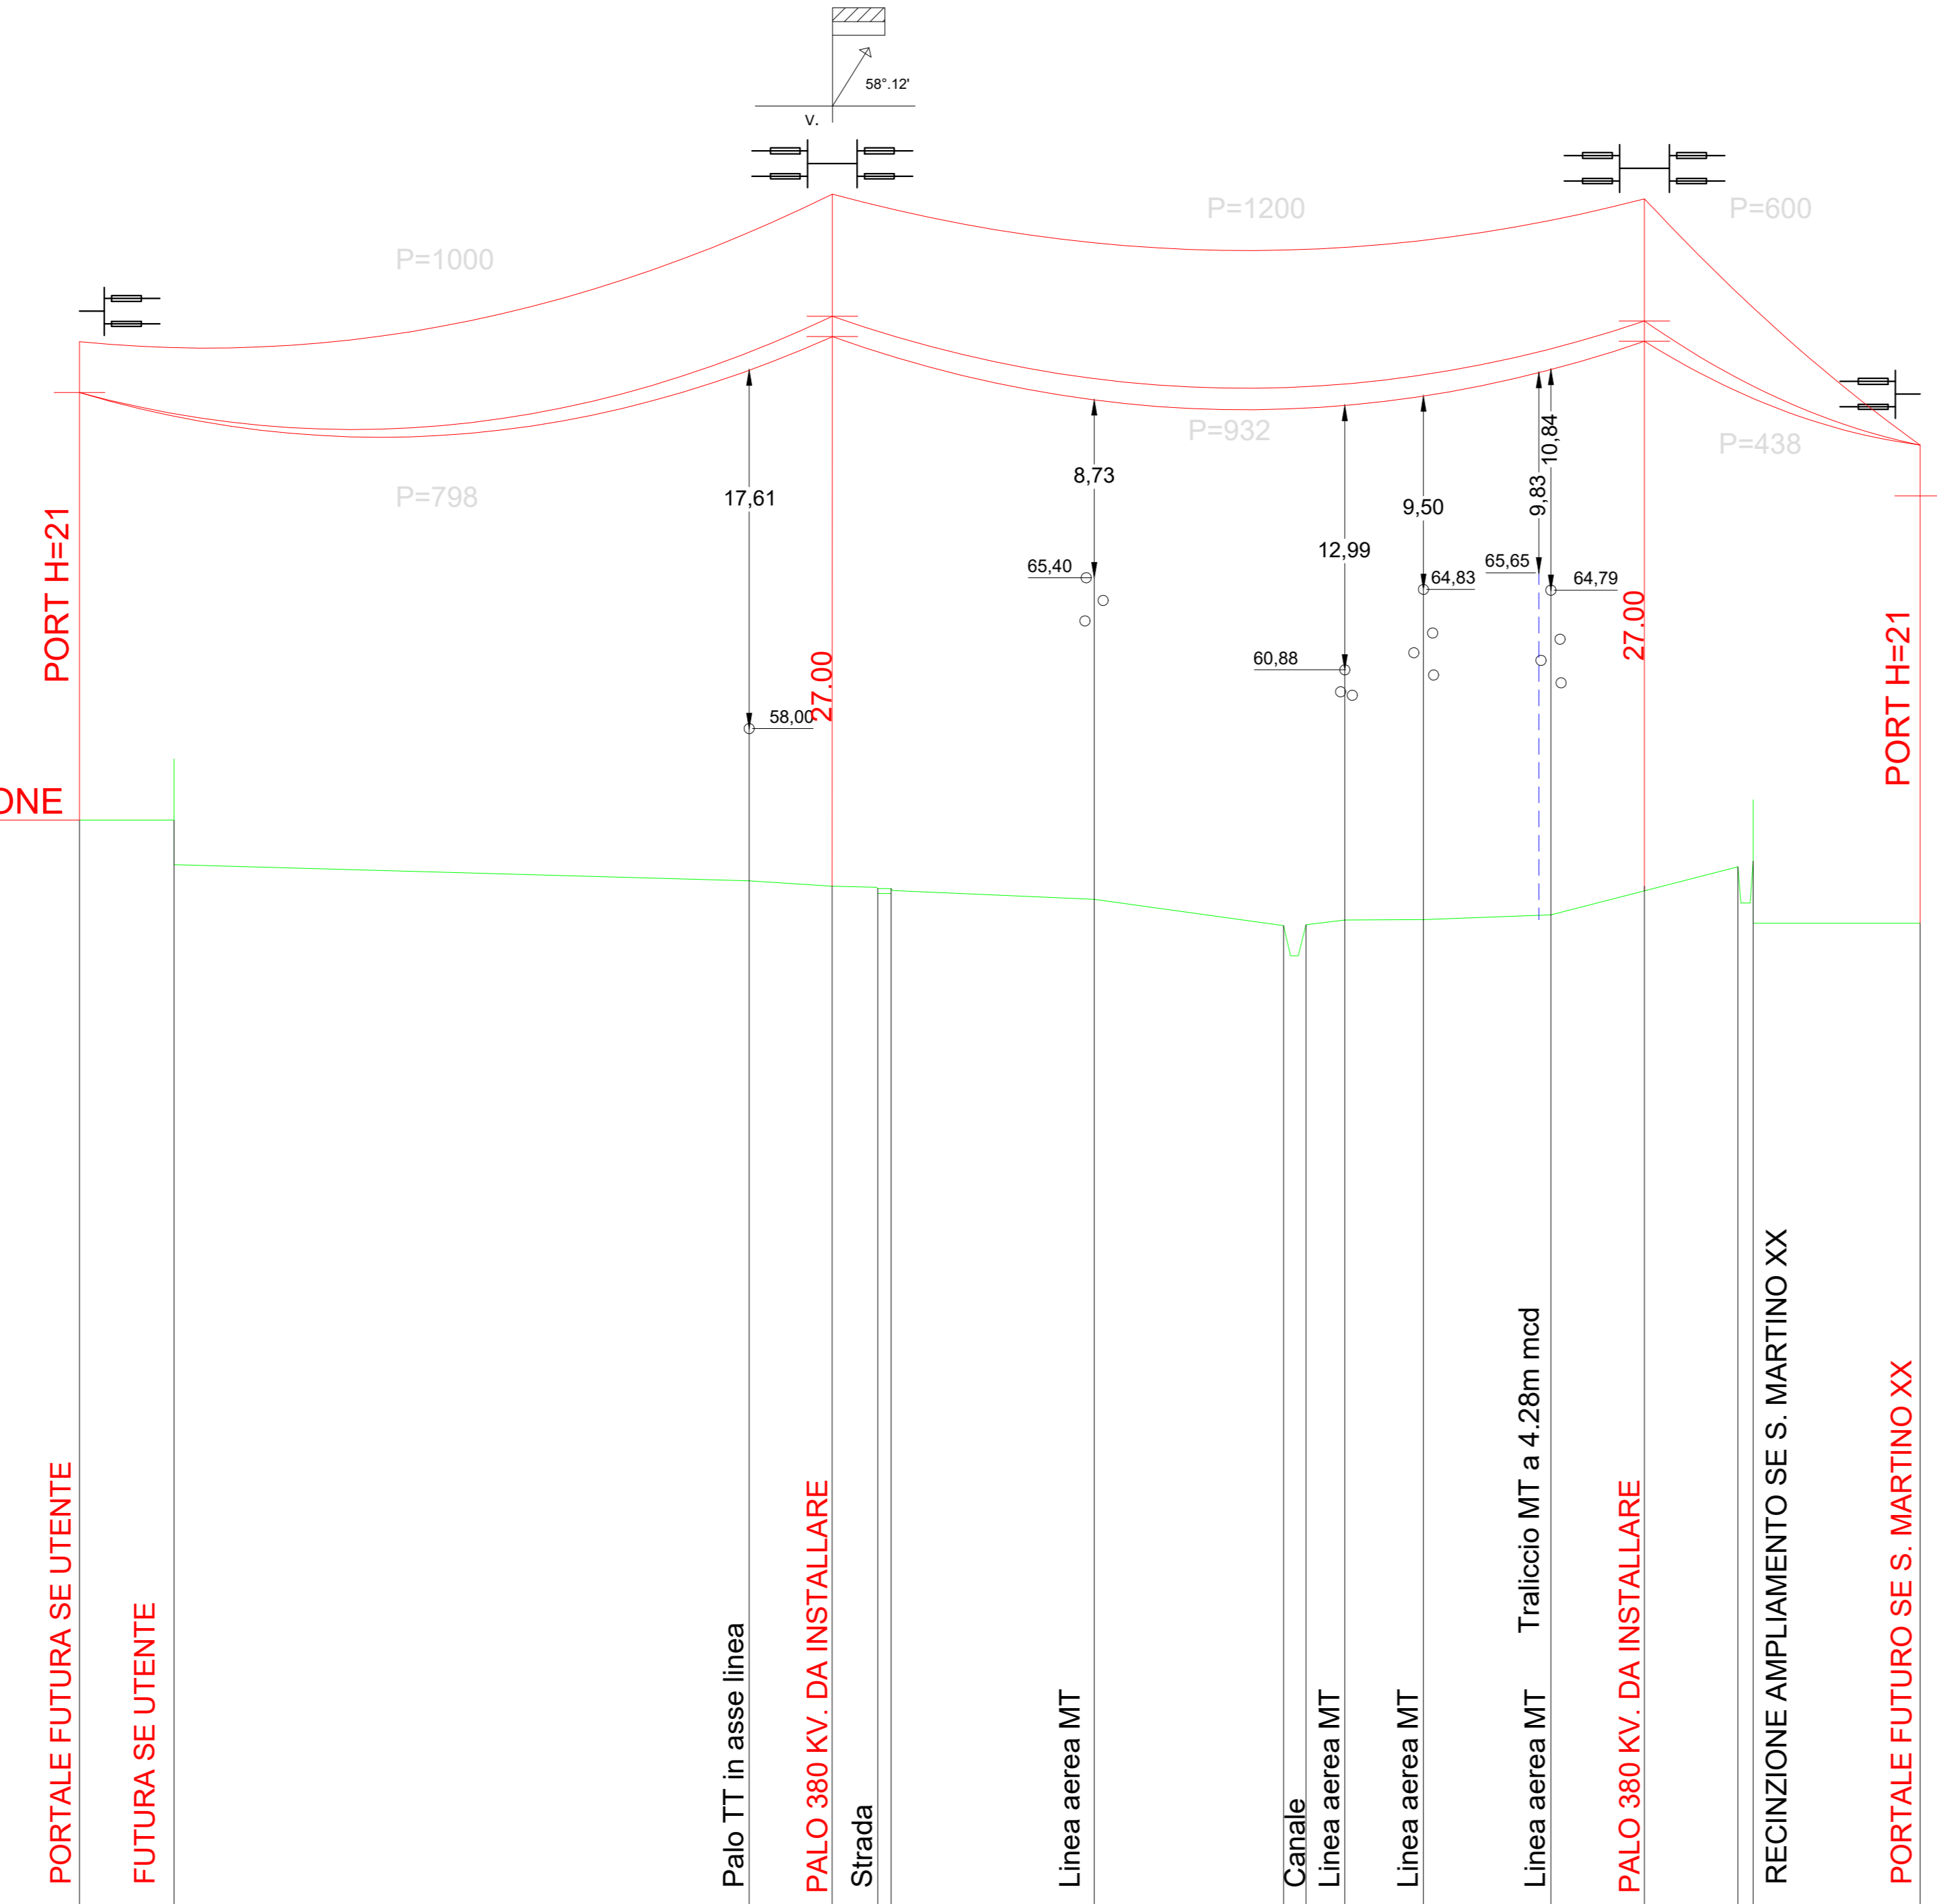 58°.12'
v.
P=1200
P=600
P=1000
P=932
P=438
P=798
10,84
9,83
8,73
17,61
9,50
12,99
PORT H=21
65,40
65,65
64,83
64,79
60,88
27.00
27.00
58,00
PORT H=21
ONE
PORTALE FUTURA SE UTENTE
FUTURA SE UTENTE
Palo TT in asse linea
PALO 380 KV. DA INSTALLARE
Strada
Linea aerea MT
Canale
Linea aerea MT
Linea aerea MT
Traliccio MT a 4.28m mcd
Linea aerea MT
PALO 380 KV. DA INSTALLARE
RECINZIONE AMPLIAMENTO SE S. MARTINO XX
PORTALE FUTURO SE S. MARTINO XX